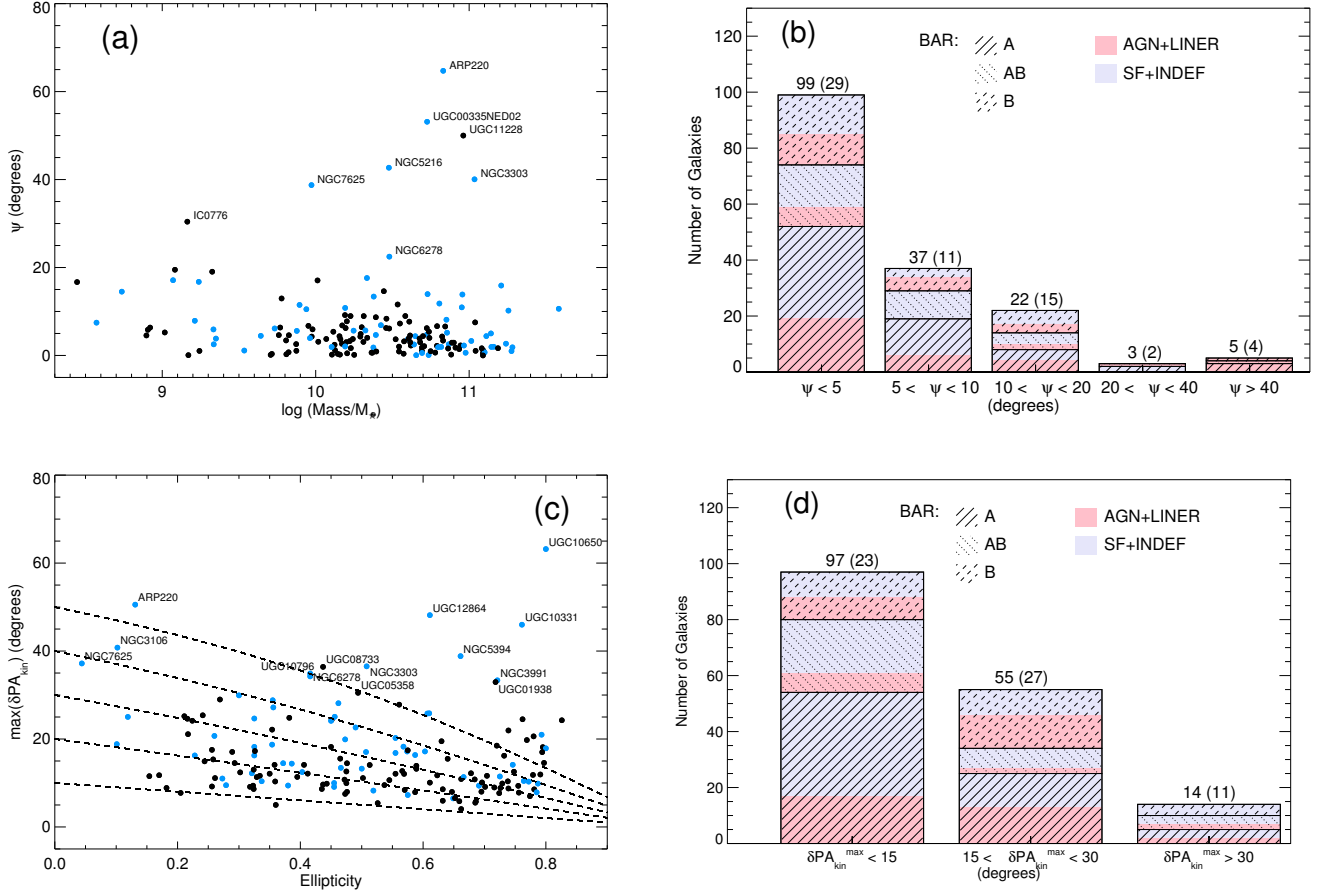 (a)
80
60
40
20
0
ψ (degrees)
ARP220
UGC00335NED02
UGC11228
NGC5216
NGC3303
NGC7625
IC0776
NGC6278
9
10
11
log (Mass/M★)
(b)
120
100
80
60
40
20
0
Number of Galaxies
BAR:
A
AB
B
AGN+LINER
SF+INDEF
99 (29)
37 (11)
22 (15)
3 (2)
5 (4)
ψ < 5
5 < ψ < 10
10 < ψ < 20
20 < ψ < 40
ψ > 40
(degrees)
(c)
80
60
40
20
0
max(δPAkin) (degrees)
UGC10650
ARP220
UGC12864
UGC10331
NGC3106
NGC7625
UGC08733
UGC10796
NGC3303
NGC6278
UGC05358
NGC5394
NGC3991
UGC01938
0.0
0.2
0.4
0.6
0.8
Ellipticity
(d)
120
100
80
60
40
20
0
Number of Galaxies
BAR:
A
AB
B
AGN+LINER
SF+INDEF
97 (23)
55 (27)
14 (11)
δPAkin max < 15
15 < δPAkin max < 30
δPAkin max > 30
(degrees)